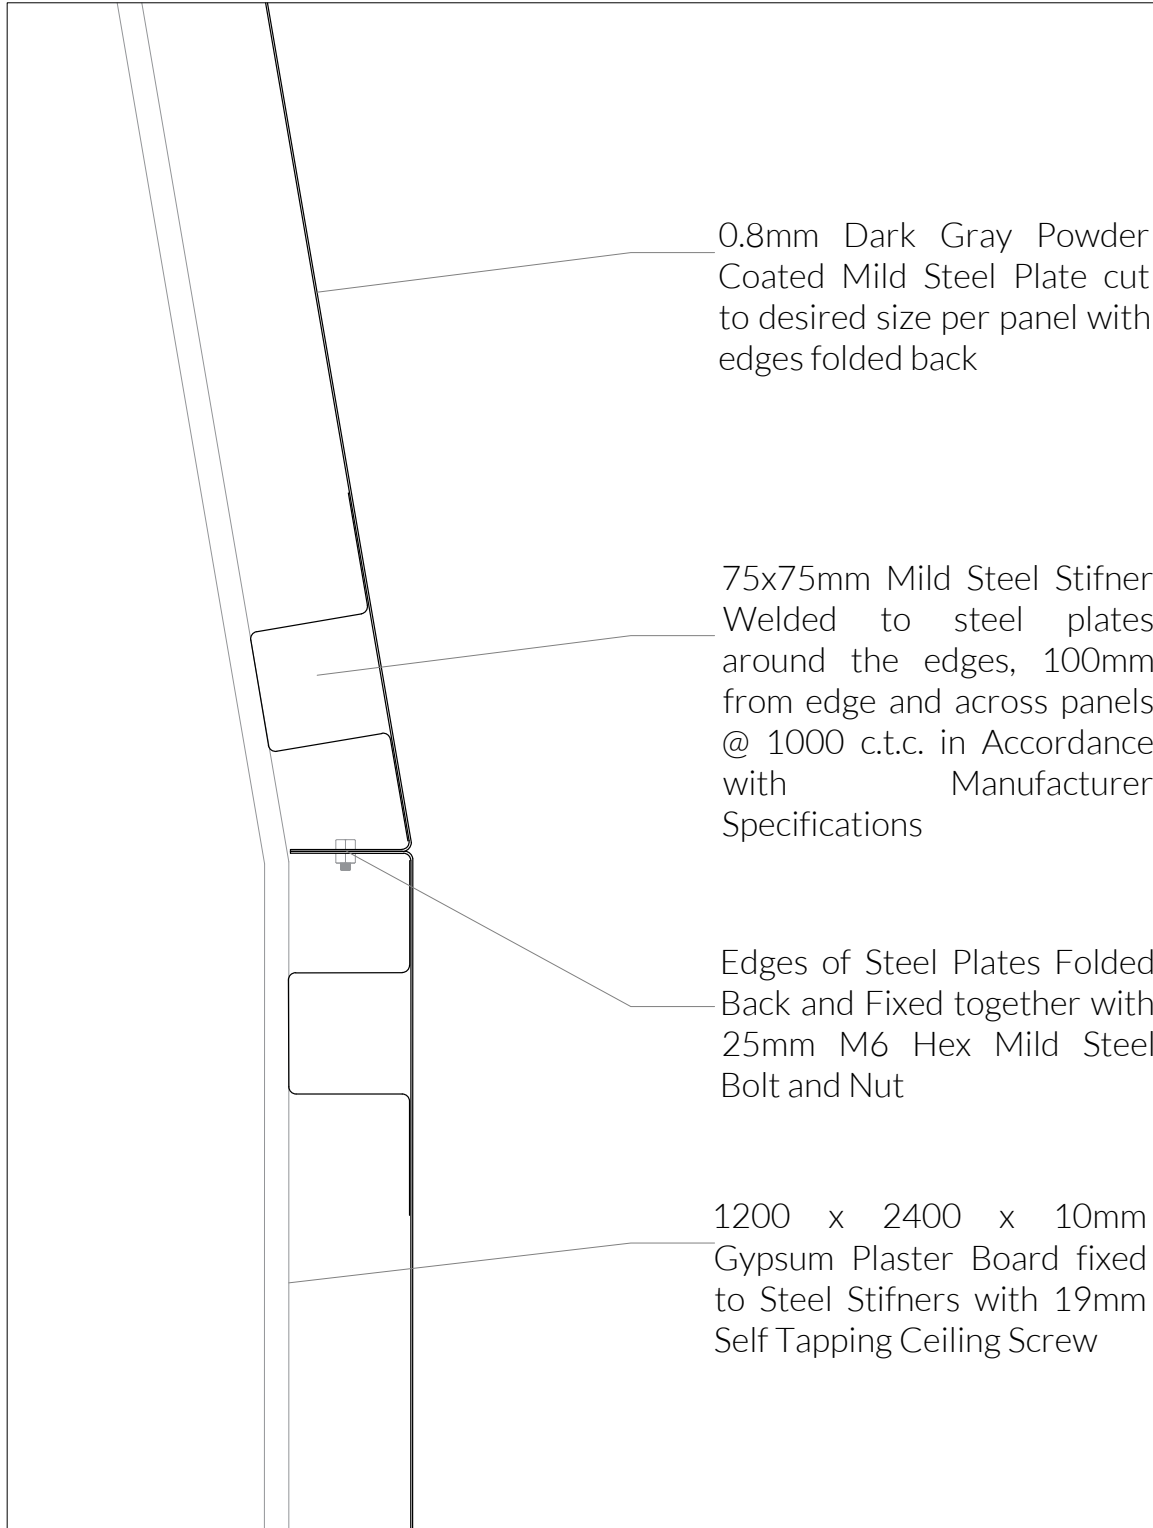 0.8mm Dark Gray Powder
Coated Mild Steel Plate cut
to desired size per panel with
edges folded back
75x75mm Mild Steel Stifner
Welded to steel plates
around the edges, 100mm
from edge and across panels
@ 1000 c.t.c. in Accordance
with Manufacturer
Specifications
Edges of Steel Plates Folded
Back and Fixed together with
25mm M6 Hex Mild Steel
Bolt and Nut
1200 x 2400 x 10mm
Gypsum Plaster Board fixed
to Steel Stifners with 19mm
Self Tapping Ceiling Screw